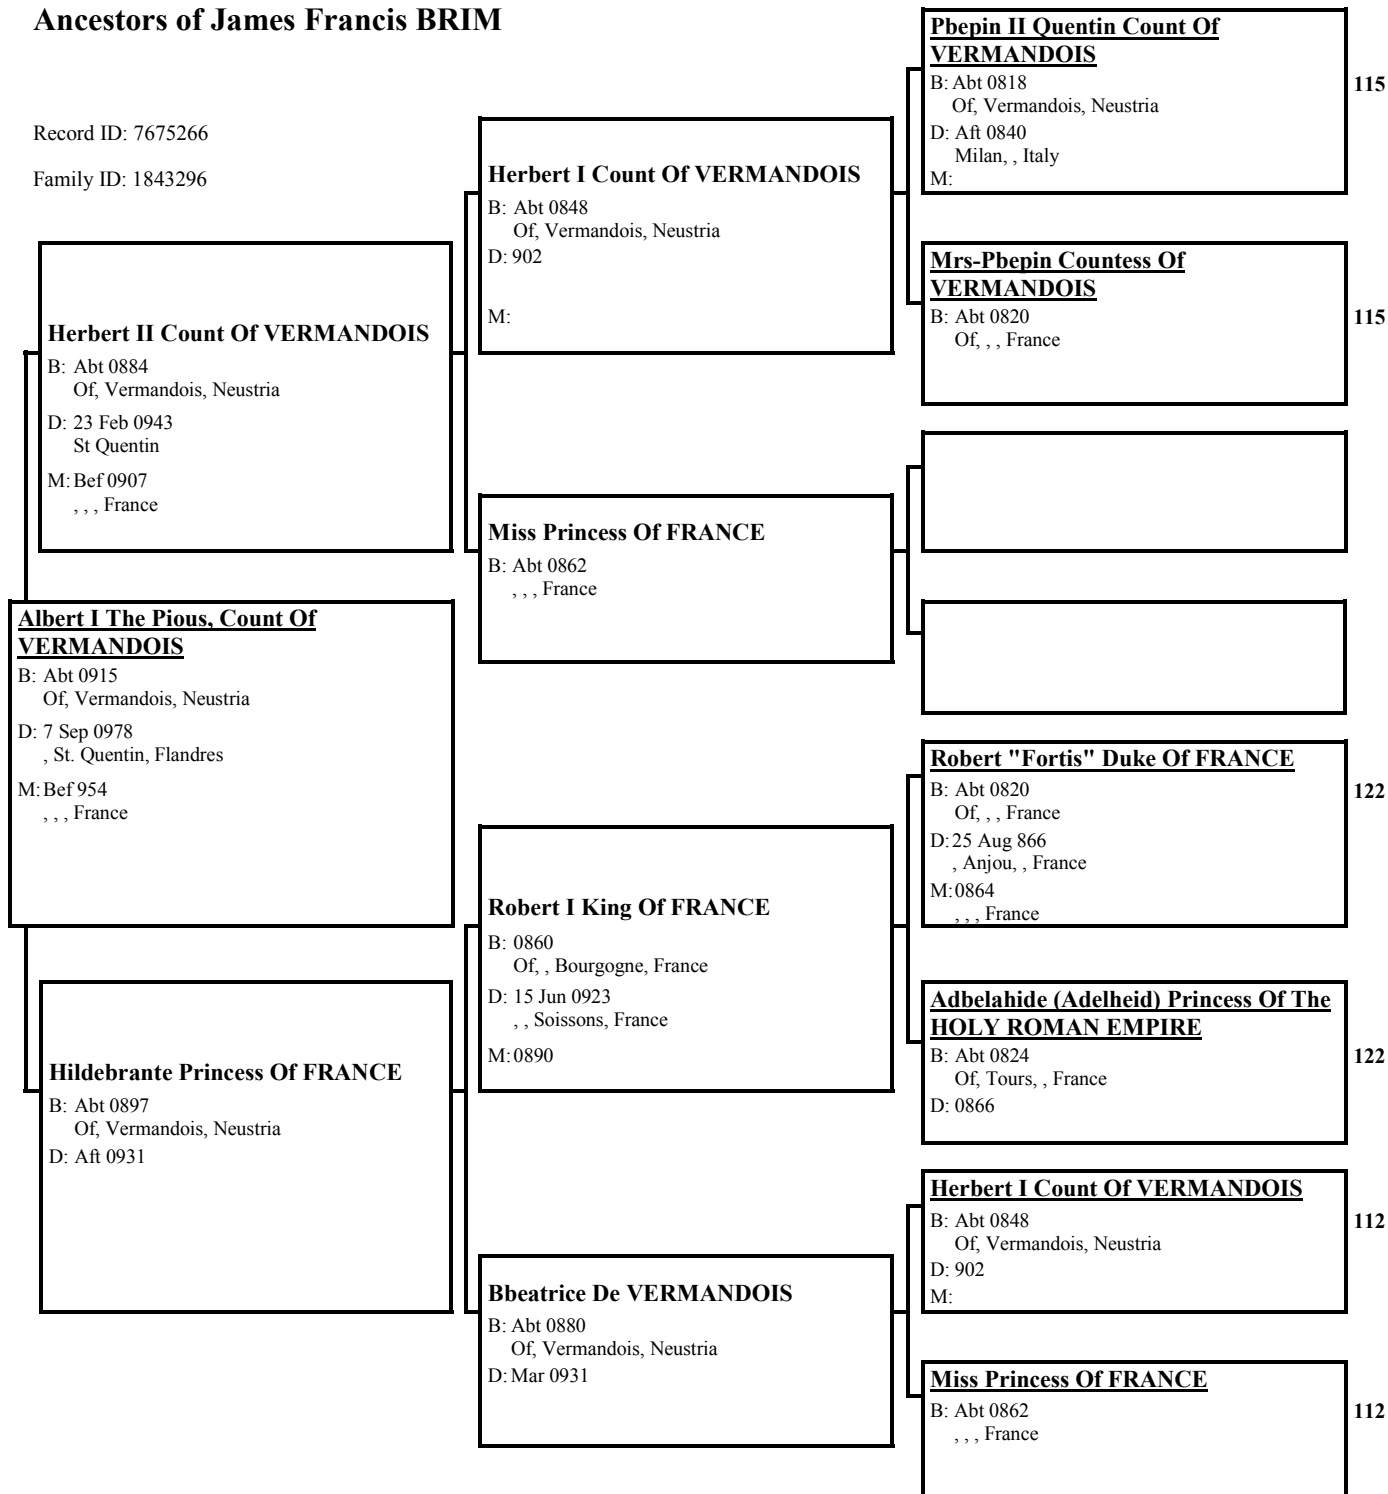 Ancestors of James Francis BRIM
Record ID: 7675266
Family ID: 1843296
Albert I The Pious, Count Of
VERMANDOIS
B: Abt 0915
Of, Vermandois, Neustria
D: 7 Sep 0978
, St. Quentin, Flandres
M: Bef 954
, , , France
Herbert II Count Of VERMANDOIS
B: Abt 0884
Of, Vermandois, Neustria
D: 23 Feb 0943
St Quentin
M: Bef 0907
, , , France
Hildebrante Princess Of FRANCE
B: Abt 0897
Of, Vermandois, Neustria
D: Aft 0931
Herbert I Count Of VERMANDOIS
B: Abt 0848
Of, Vermandois, Neustria
D: 902
M:
Miss Princess Of FRANCE
B: Abt 0862
, , , France
Robert I King Of FRANCE
B: 0860
Of, , Bourgogne, France
D: 15 Jun 0923
, , Soissons, France
M: 0890
Bbeatrice De VERMANDOIS
B: Abt 0880
Of, Vermandois, Neustria
D: Mar 0931
Pbepin II Quentin Count Of
VERMANDOIS
B: Abt 0818
Of, Vermandois, Neustria
D: Aft 0840
Milan, , Italy
M:
115
Mrs-Pbepin Countess Of
VERMANDOIS
B: Abt 0820
Of, , , France
115
Robert "Fortis" Duke Of FRANCE
B: Abt 0820
Of, , , France
D: 25 Aug 866
, Anjou, , France
M: 0864
, , , France
122
Adbelahide (Adelheid) Princess Of The
HOLY ROMAN EMPIRE
B: Abt 0824
Of, Tours, , France
D: 0866
122
Herbert I Count Of VERMANDOIS
B: Abt 0848
Of, Vermandois, Neustria
D: 902
M:
112
Miss Princess Of FRANCE
B: Abt 0862
, , , France
112